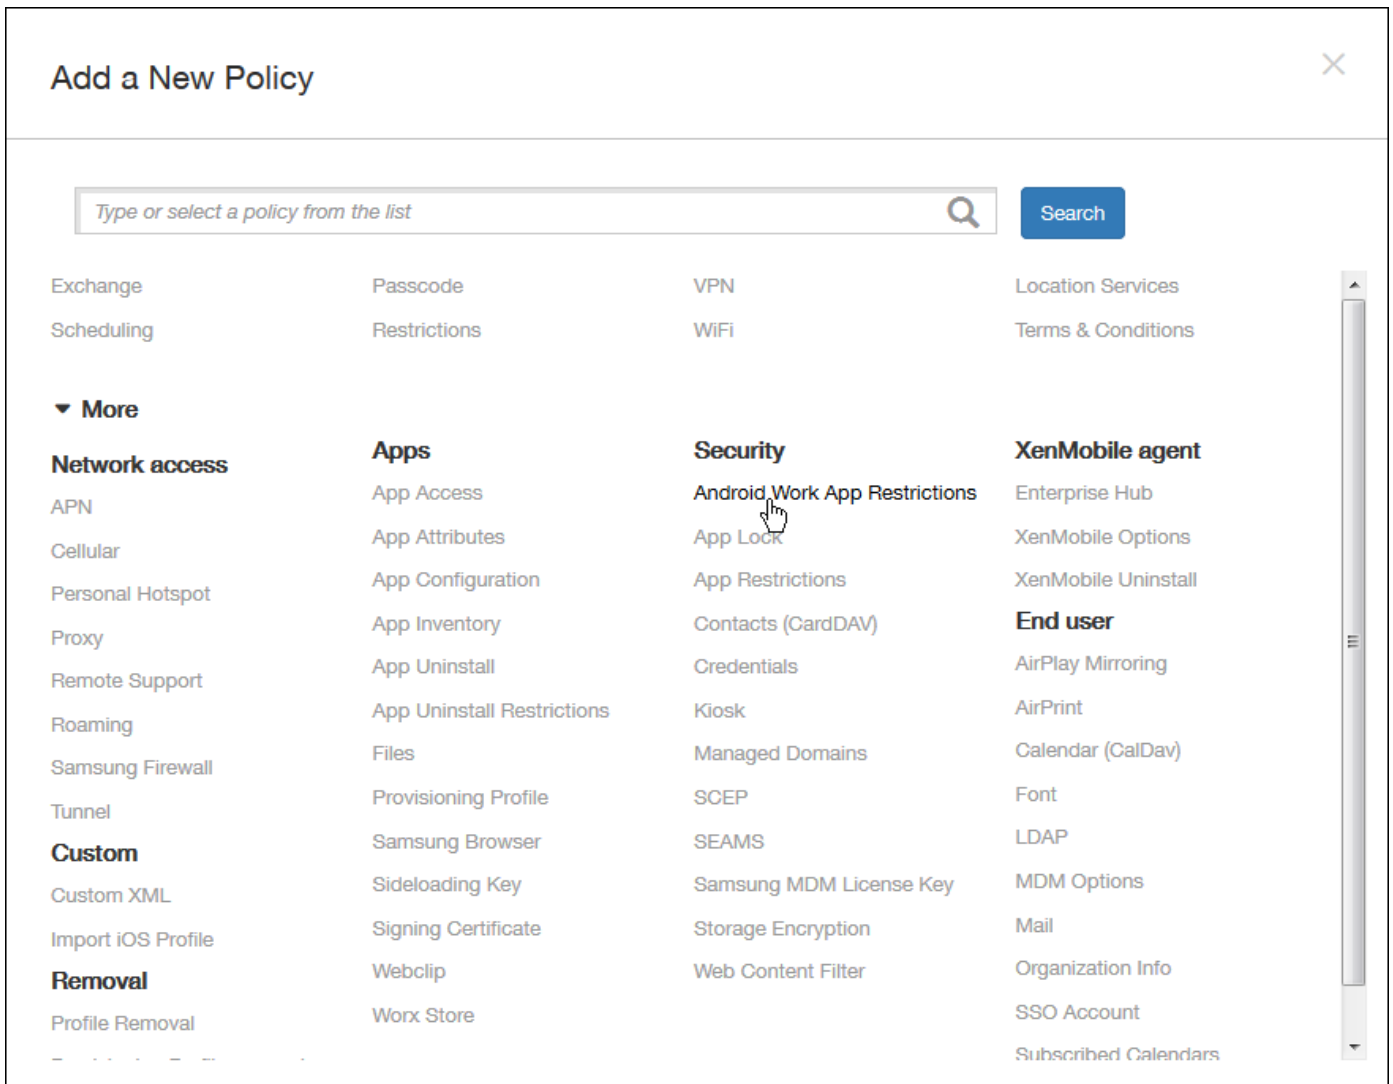 Add a New Policy
Type or select a policy from the list
Search
Exchange
Scheduling
Passcode
Restrictions
VPN
WiFi
Location Services
Terms & Conditions
More
Network access
APN
Cellular
Personal Hotspot
Proxy
Remote Support
Roaming
Samsung Firewall
Tunnel
Custom
Custom XML
Import iOS Profile
Removal
Profile Removal
Apps
App Access
App Attributes
App Configuration
App Inventory
App Uninstall
App Uninstall Restrictions
Files
Provisioning Profile
Samsung Browser
Sideloading Key
Signing Certificate
Webclip
Worx Store
Security
Android Work App Restrictions
App Lock
App Restrictions
Contacts (CardDAV)
Credentials
Kiosk
Managed Domains
SCEP
SEAMS
Samsung MDM License Key
Storage Encryption
Web Content Filter
XenMobile agent
Enterprise Hub
XenMobile Options
XenMobile Uninstall
End user
AirPlay Mirroring
AirPrint
Calendar (CalDav)
Font
LDAP
MDM Options
Mail
Organization Info
SSO Account
Subscribed Calendars